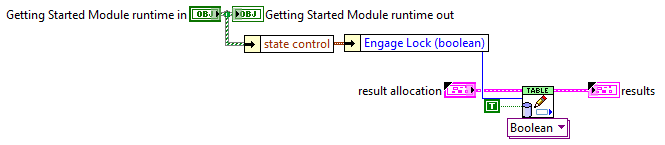 Getting Started Module runtime in OBJ OBJ Getting Started Module runtime out
state control Engage Lock (boolean)
result allocation TABLE results
T
Boolean